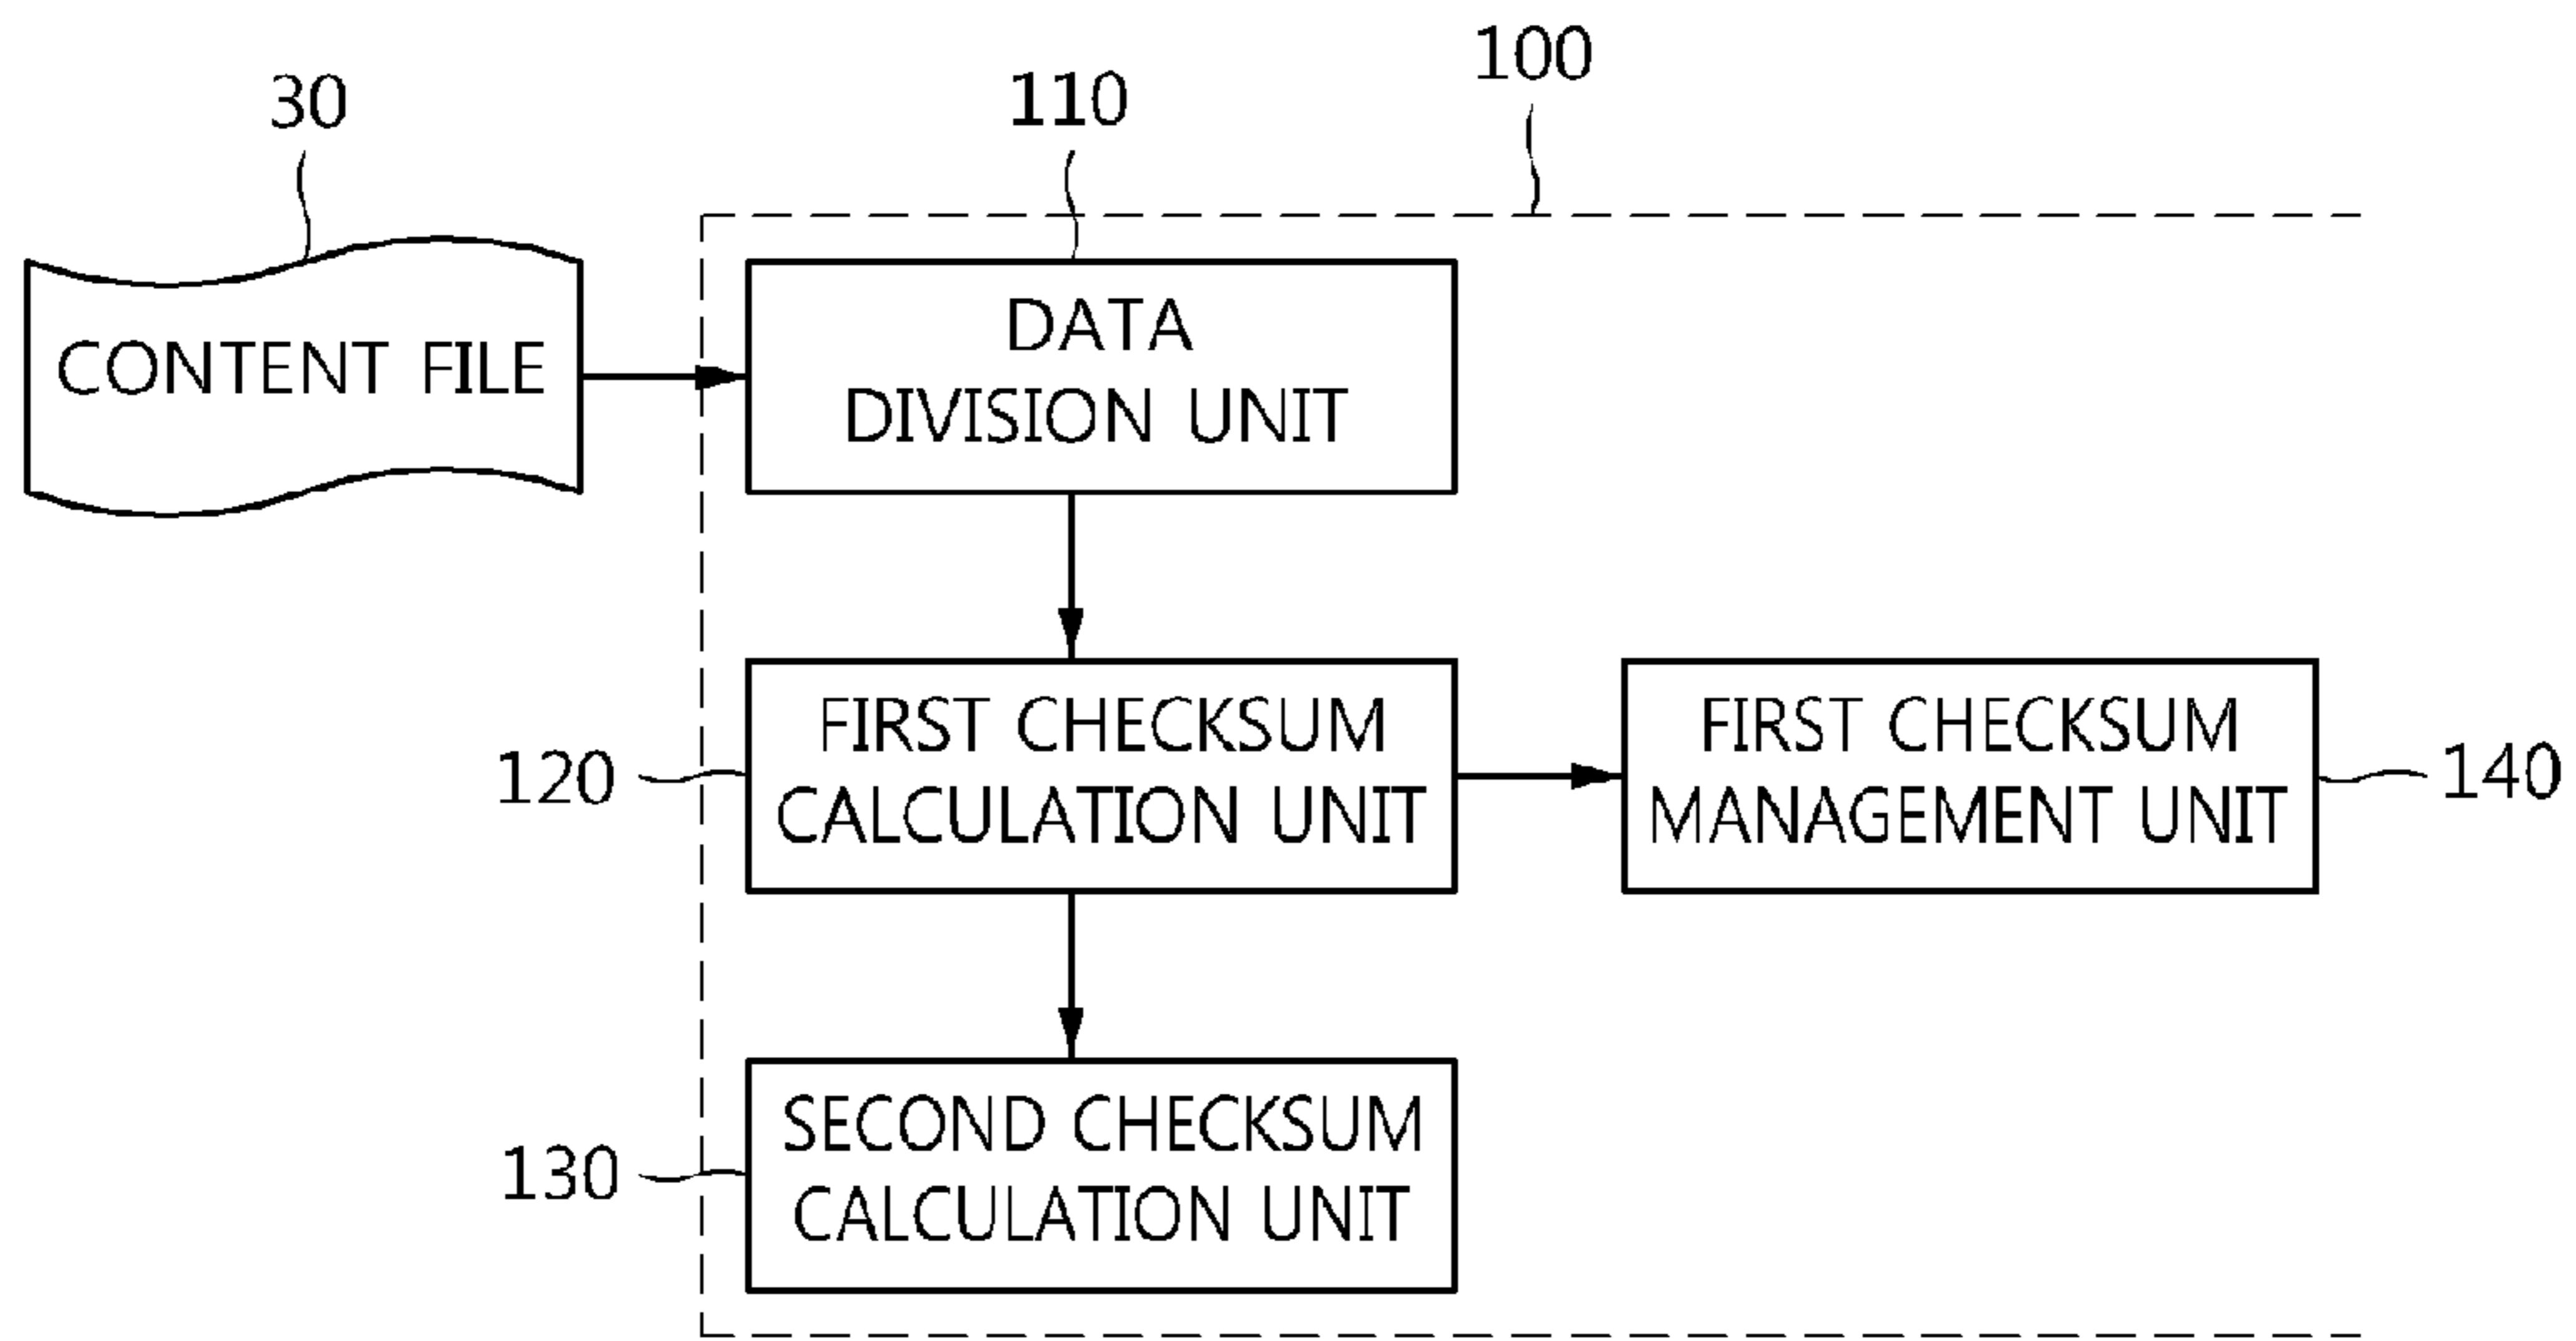 100
30
110
DATA
DIVISION UNIT
CONTENT FILE
FIRST CHECKSUM
CALCULATION UNIT
120
FIRST CHECKSUM
MANAGEMENT UNIT
140
SECOND CHECKSUM
CALCULATION UNIT
130